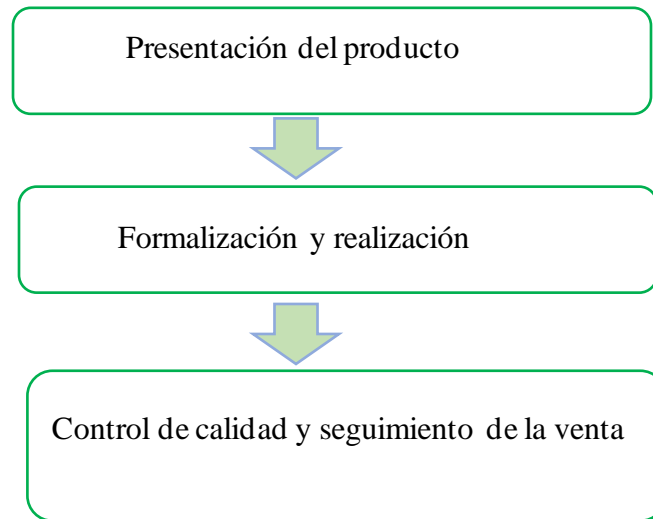 Presentación del producto
Formalización y realización
Control de calidad y seguimiento de la venta